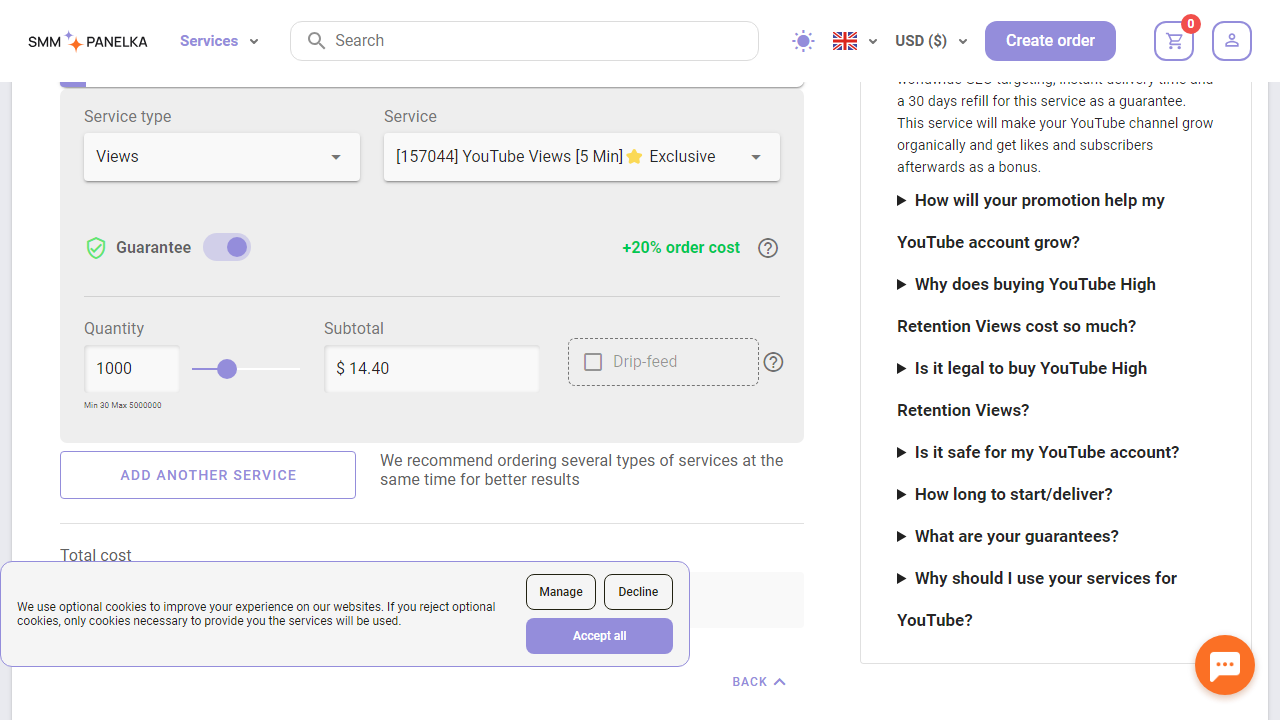 SMM PANELKA
Services
Search
USD ($)
Create order
0
a 30 days refill for this service as a guarantee.
This service will make your YouTube channel grow
organically and get likes and subscribers
afterwards as a bonus.
How will your promotion help my
YouTube account grow?
Why does buying YouTube High
Retention Views cost so much?
Is it legal to buy YouTube High
Retention Views?
Is it safe for my YouTube account?
How long to start/deliver?
What are your guarantees?
Why should I use your services for
YouTube?
Service type
Service
Views
[157044] YouTube Views [5 Min]⭐ Exclusive
Guarantee
+20% order cost
Quantity
Subtotal
1000
$ 14.40
Drip-feed
Min 30 Max 5000000
ADD ANOTHER SERVICE
We recommend ordering several types of services at the
same time for better results
Total cost
We use optional cookies to improve your experience on our websites. If you reject optional
cookies, only cookies necessary to provide you the services will be used.
Manage
Decline
Accept all
BACK